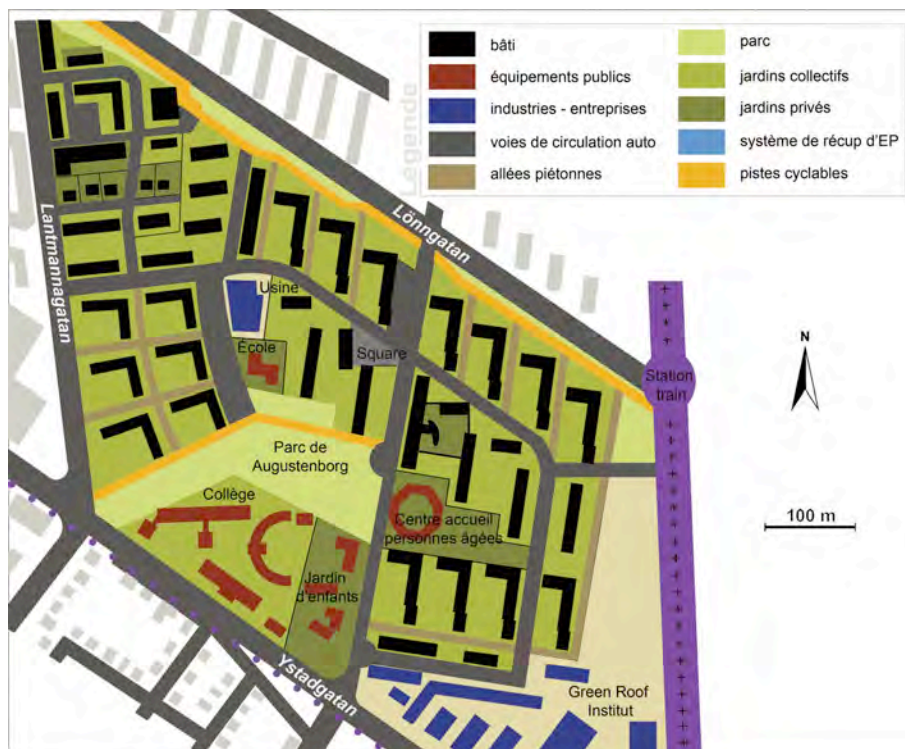 Légende
bâti
équipements publics
industries - entreprises
voies de circulation auto
allées piétonnes
parc
jardins collectifs
jardins privés
système de récup d'EP
pistes cyclables
Lönngatan
Lantmannagatan
Usine
École
Square
Station
train
N
Parc de
Augustenborg
Collège
Centre accueil
personnes âgées
100 m
Jardin
d'enfants
Ystadgatan
Green Roof
Institut